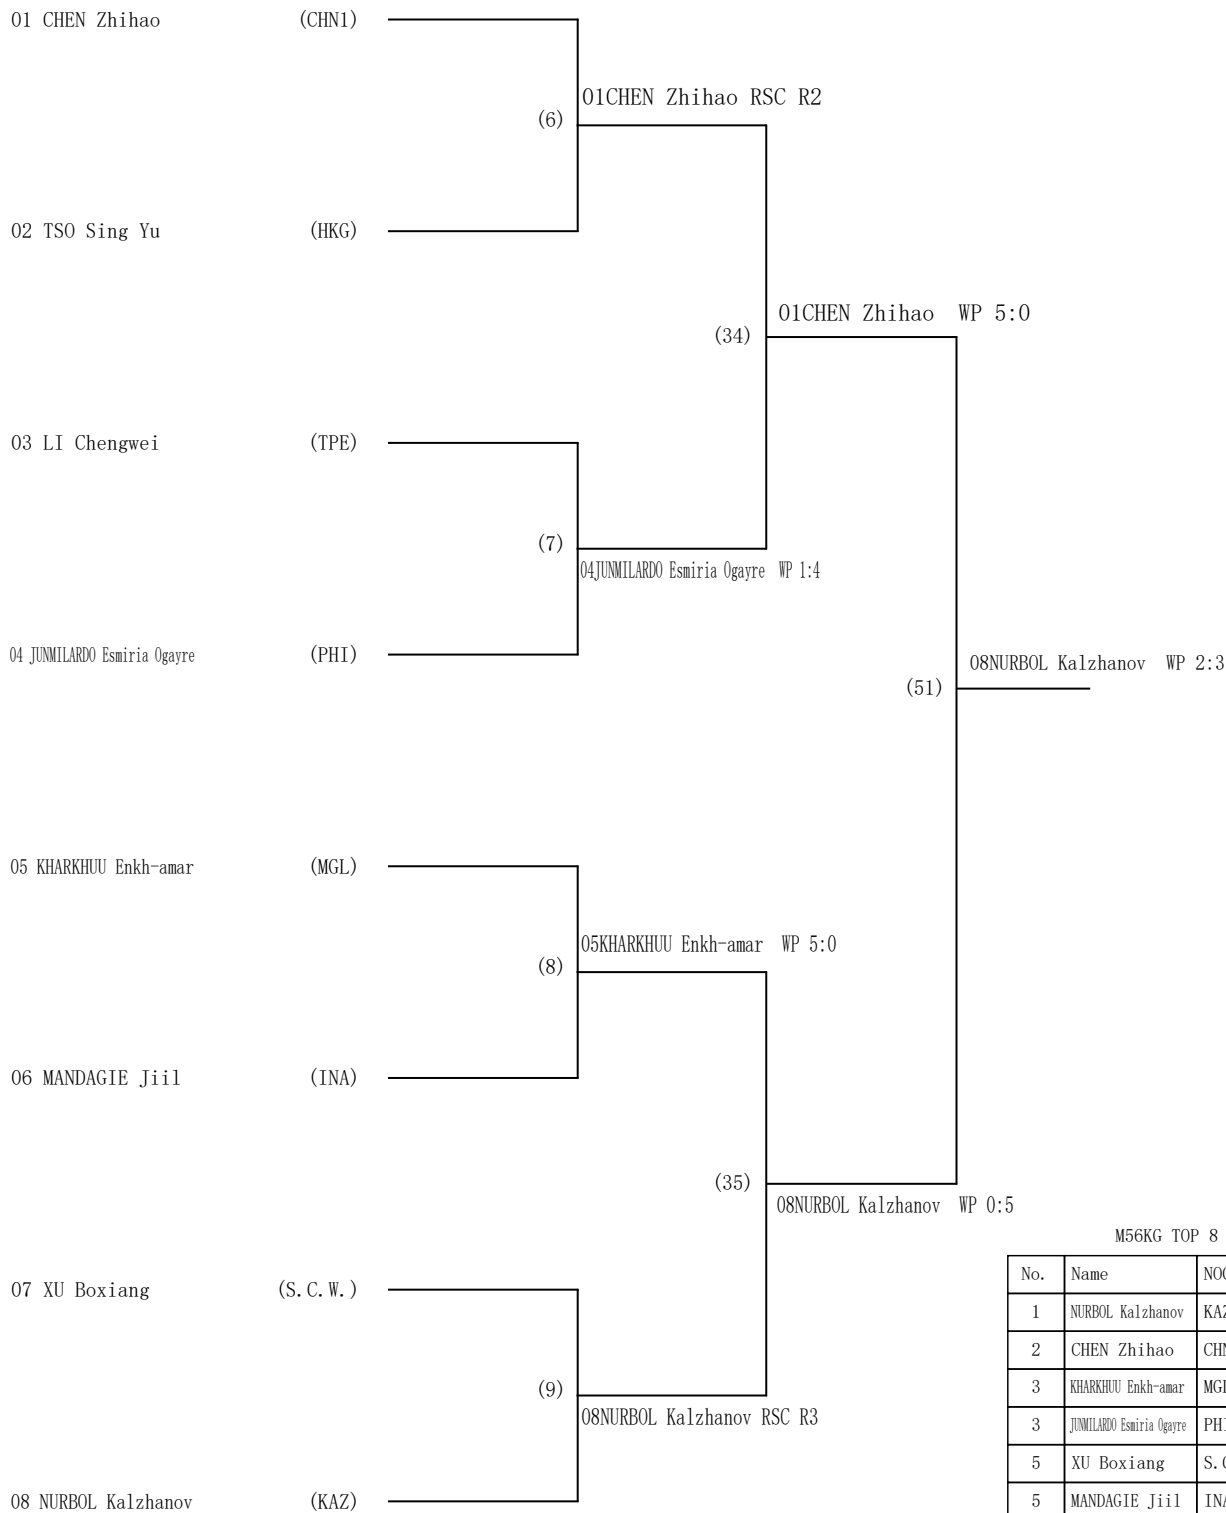 01 CHEN Zhihao (CHN1)
01CHEN Zhihao RSC R2
(6)
02 TSO Sing Yu (HKG)
01CHEN Zhihao WP 5:0
(34)
03 LI Chengwei (TPE)
(7)
04JUNMILARDO Esmiria Ogayre WP 1:4
04 JUNMILARDO Esmiria Ogayre (PHI)
08NURBOL Kalzhanov WP 2:3
(51)
05 KHARKHUU Enkh-amar (MGL)
05KHARKHUU Enkh-amar WP 5:0
(8)
06 MANDAGIE Jiil (INA)
(35)
08NURBOL Kalzhanov WP 0:5
07 XU Boxiang (S.C.W.)
(9)
08NURBOL Kalzhanov RSC R3
08 NURBOL Kalzhanov (KAZ)
M56KG TOP 8
No. Name
1 NURBOL Kalzhanov KAZ
2 CHEN Zhihao
3 KHARKHUU Enkh-amar MGL
3 JUNMILARDO Esmiria Ogayre PHI
5 XU Boxiang
5 MANDAGIE Jiil INA